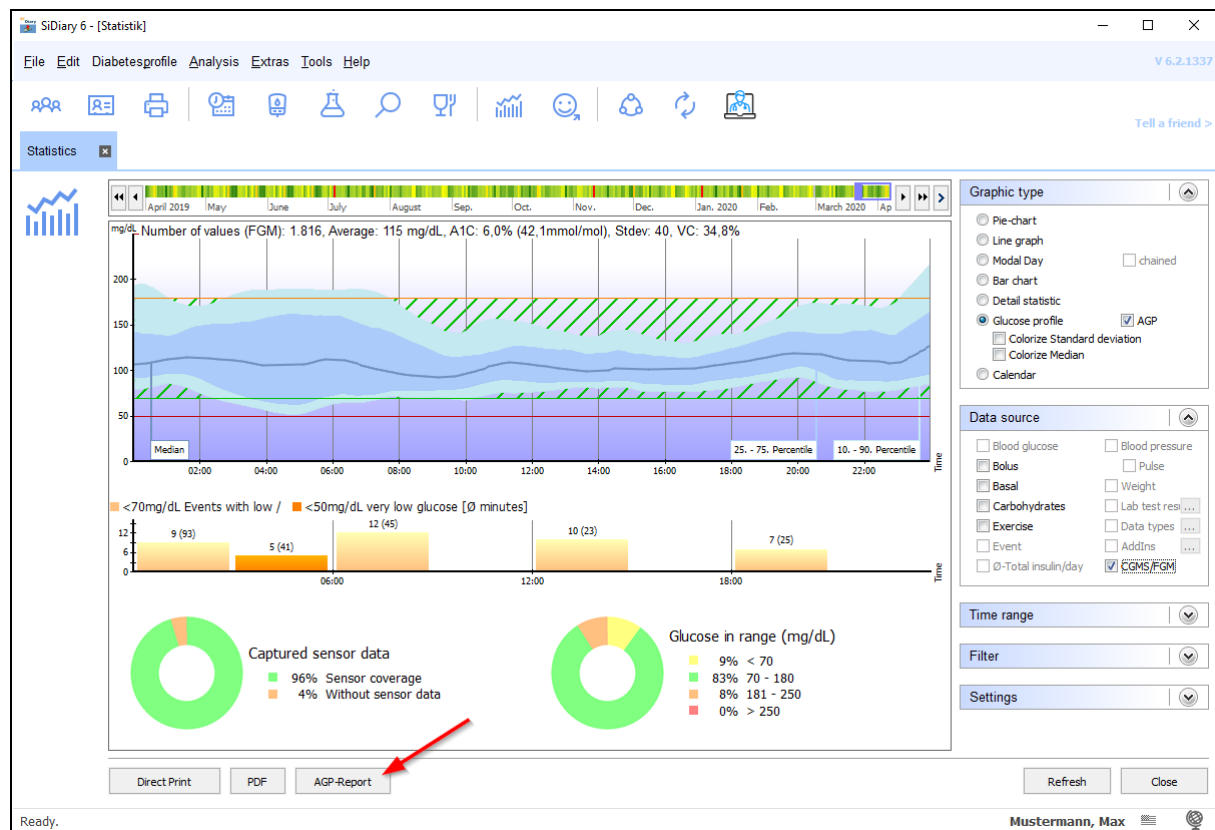 SiDiary 6 - [Statistik]
File Edit Diabetesprofile Analysis Extras Tools Help
V 6.2.1337
Tell a friend >
Statistics
April 2019 May June July August Sep. Oct. Nov. Dec. Jan. 2020 Feb. March 2020 Ap
mg/dL Number of values (FGM): 1.816, Average: 115 mg/dL, A1C: 6,0% (42,1mmol/mol), Stdev: 40, VC: 34,8%
200
150
100
50
0
Median
25. - 75. Percentile
10. - 90. Percentile
02:00 04:00 06:00 08:00 10:00 12:00 14:00 16:00 18:00 20:00 22:00
Time
<70mg/dL Events with low / <50mg/dL very low glucose [Ø minutes]
12
6
0
9 (93)
5 (41)
12 (45)
10 (23)
7 (25)
06:00 12:00 18:00
Time
Captured sensor data
96% Sensor coverage
4% Without sensor data
Glucose in range (mg/dL)
9% < 70
83% 70 - 180
8% 181 - 250
0% > 250
Direct Print PDF AGP-Report
Graphic type
Pie-chart
Line graph
Modal Day chained
Bar chart
Detail statistic
Glucose profile AGP
Colorize Standard deviation
Colorize Median
Calendar
Data source
Blood glucose Blood pressure
Bolus Pulse
Basal Weight
Carbohydrates Lab test resu ...
Exercise Data types ...
Event AddIns ...
Ø-Total insulin/day CGMS/FGM
Time range
Filter
Settings
Refresh Close
Ready.
Mustermann, Max